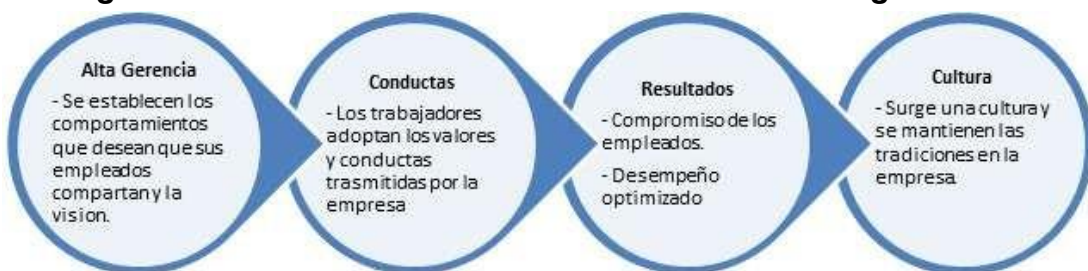 Alta Gerencia
- Se establecen los
comportamientos
que desean que sus
empleados
compartan y la
vision.
Conductas
- Los trabajadores
adoptan los valores
y conductas
trasmitidas por la
empresa
Resultados
- Compromiso de los
empleados.
- Desempeño
optimizado
Cultura
- Surge una cultura y
se mantienen las
tradiciones en la
empresa.